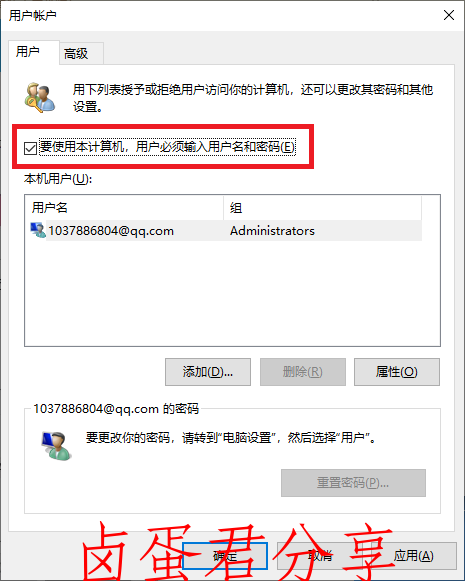 用户帐户
用户
高级
用下列表授予或拒绝用户访问你的计算机，还可以更改其密码和其他
设置。
要使用本计算机，用户必须输入用户名和密码(E)
本机用户(U):
用户名 组
1037886804@qq.com Administrators
添加(D)... 删除(R) 属性(O)
1037886804@qq.com 的密码
要更改你的密码，请转到"电脑设置"，然后选择"用户"。
重置密码(P)...
确定 取消 应用(A)
卤蛋君分享